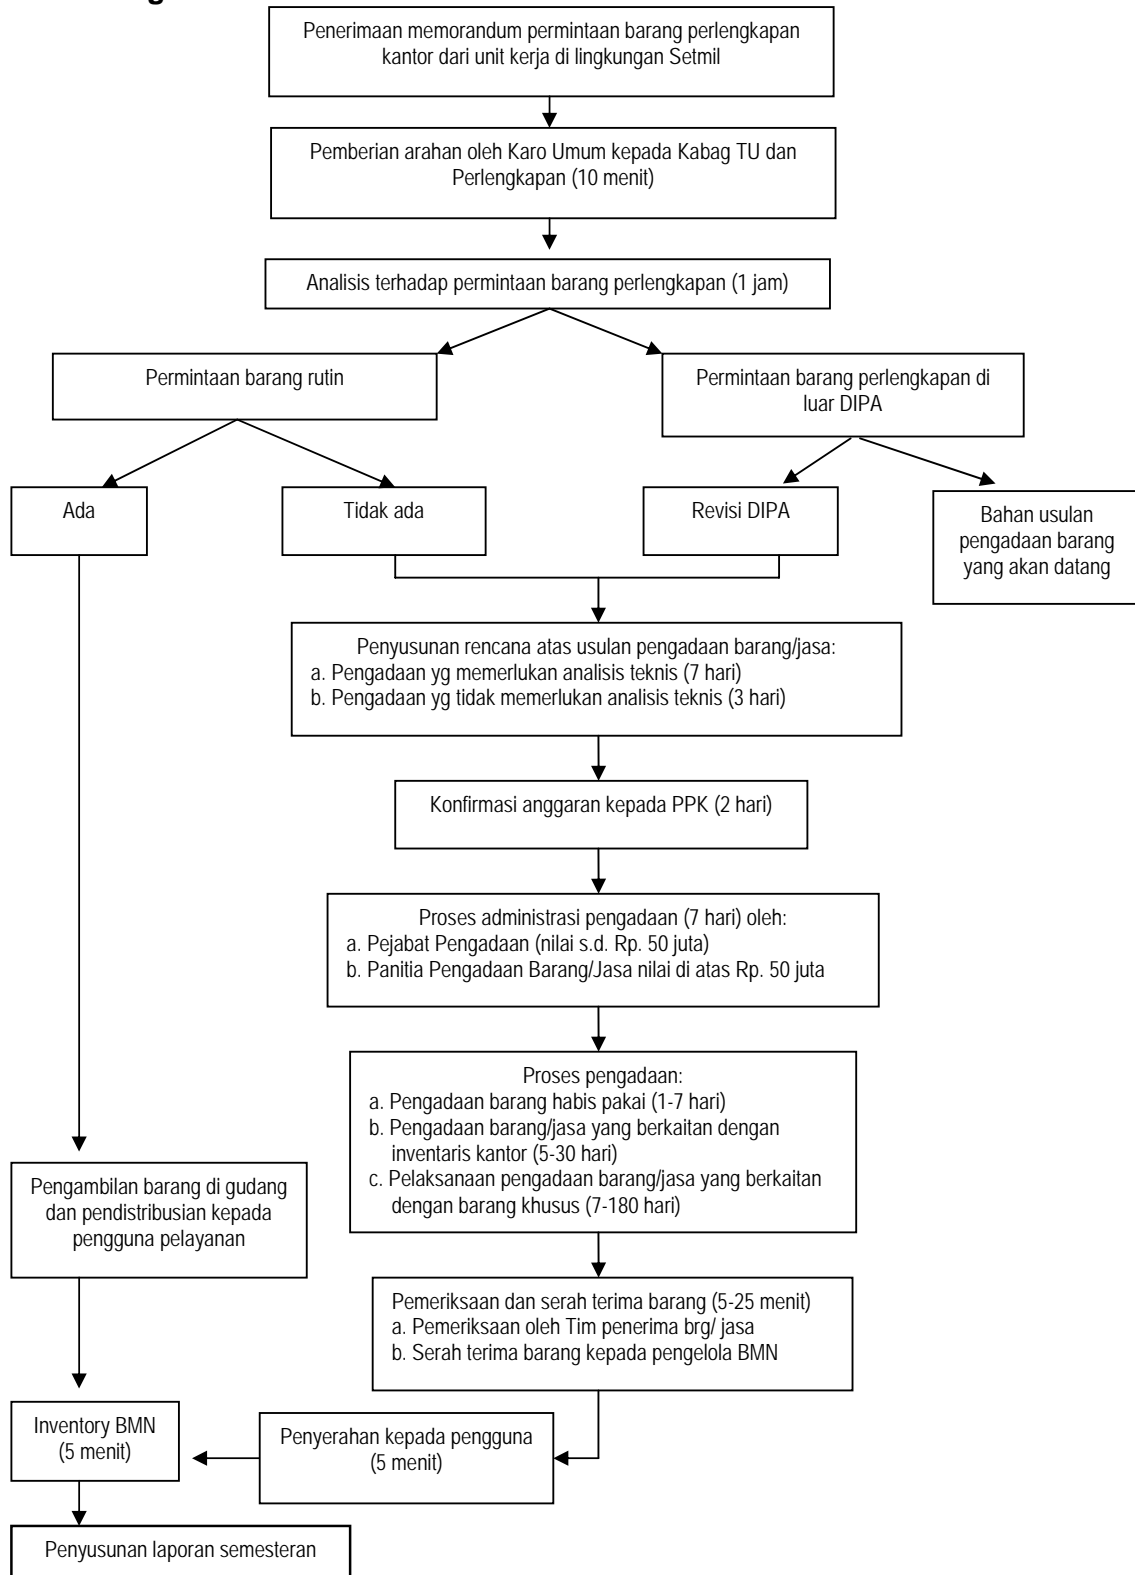 Penerimaan memorandum permintaan barang perlengkapan
kantor dari unit kerja di lingkungan Setmil
Pemberian arahan oleh Karo Umum kepada Kabag TU dan
Perlengkapan (10 menit)
Analisis terhadap permintaan barang perlengkapan (1 jam)
Permintaan barang rutin
Permintaan barang perlengkapan di
luar DIPA
Ada
Tidak ada
Revisi DIPA
Bahan usulan
pengadaan barang
yang akan datang
Penyusunan rencana atas usulan pengadaan barang/jasa:
a. Pengadaan yg memerlukan analisis teknis (7 hari)
b. Pengadaan yg tidak memerlukan analisis teknis (3 hari)
Konfirmasi anggaran kepada PPK (2 hari)
Proses administrasi pengadaan (7 hari) oleh:
a. Pejabat Pengadaan (nilai s.d. Rp. 50 juta)
b. Panitia Pengadaan Barang/Jasa nilai di atas Rp. 50 juta
Proses pengadaan:
a. Pengadaan barang habis pakai (1-7 hari)
b. Pengadaan barang/jasa yang berkaitan dengan
inventaris kantor (5-30 hari)
c. Pelaksanaan pengadaan barang/jasa yang berkaitan
dengan barang khusus (7-180 hari)
Pengambilan barang di gudang
dan pendistribusian kepada
pengguna pelayanan
Pemeriksaan dan serah terima barang (5-25 menit)
a. Pemeriksaan oleh Tim penerima brg/ jasa
b. Serah terima barang kepada pengelola BMN
Inventory BMN
(5 menit)
Penyerahan kepada pengguna
(5 menit)
Penyusunan laporan semesteran